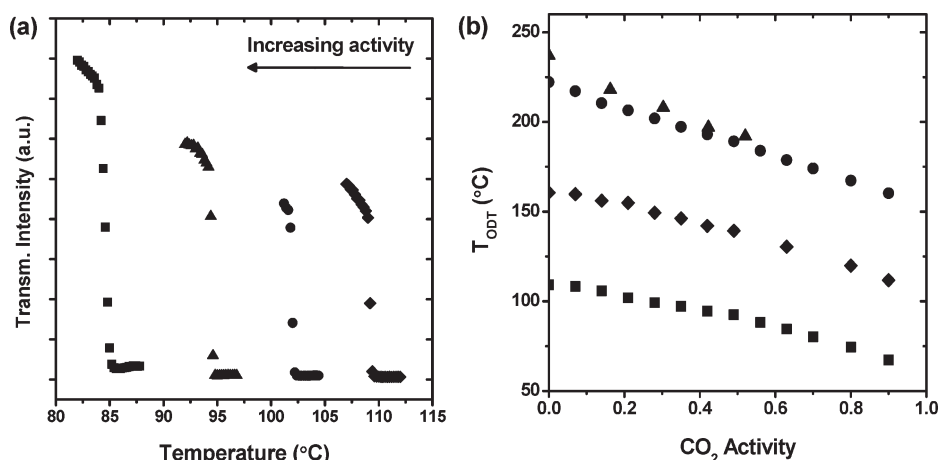 (a)
Increasing activity
Transm. Intensity (a.u.)
80 85 90 95 100 105 110 115
Temperature (°C)
(b)
250
200
150
100
50
T_ODT (°C)
0.0 0.2 0.4 0.6 0.8 1.0
CO₂ Activity